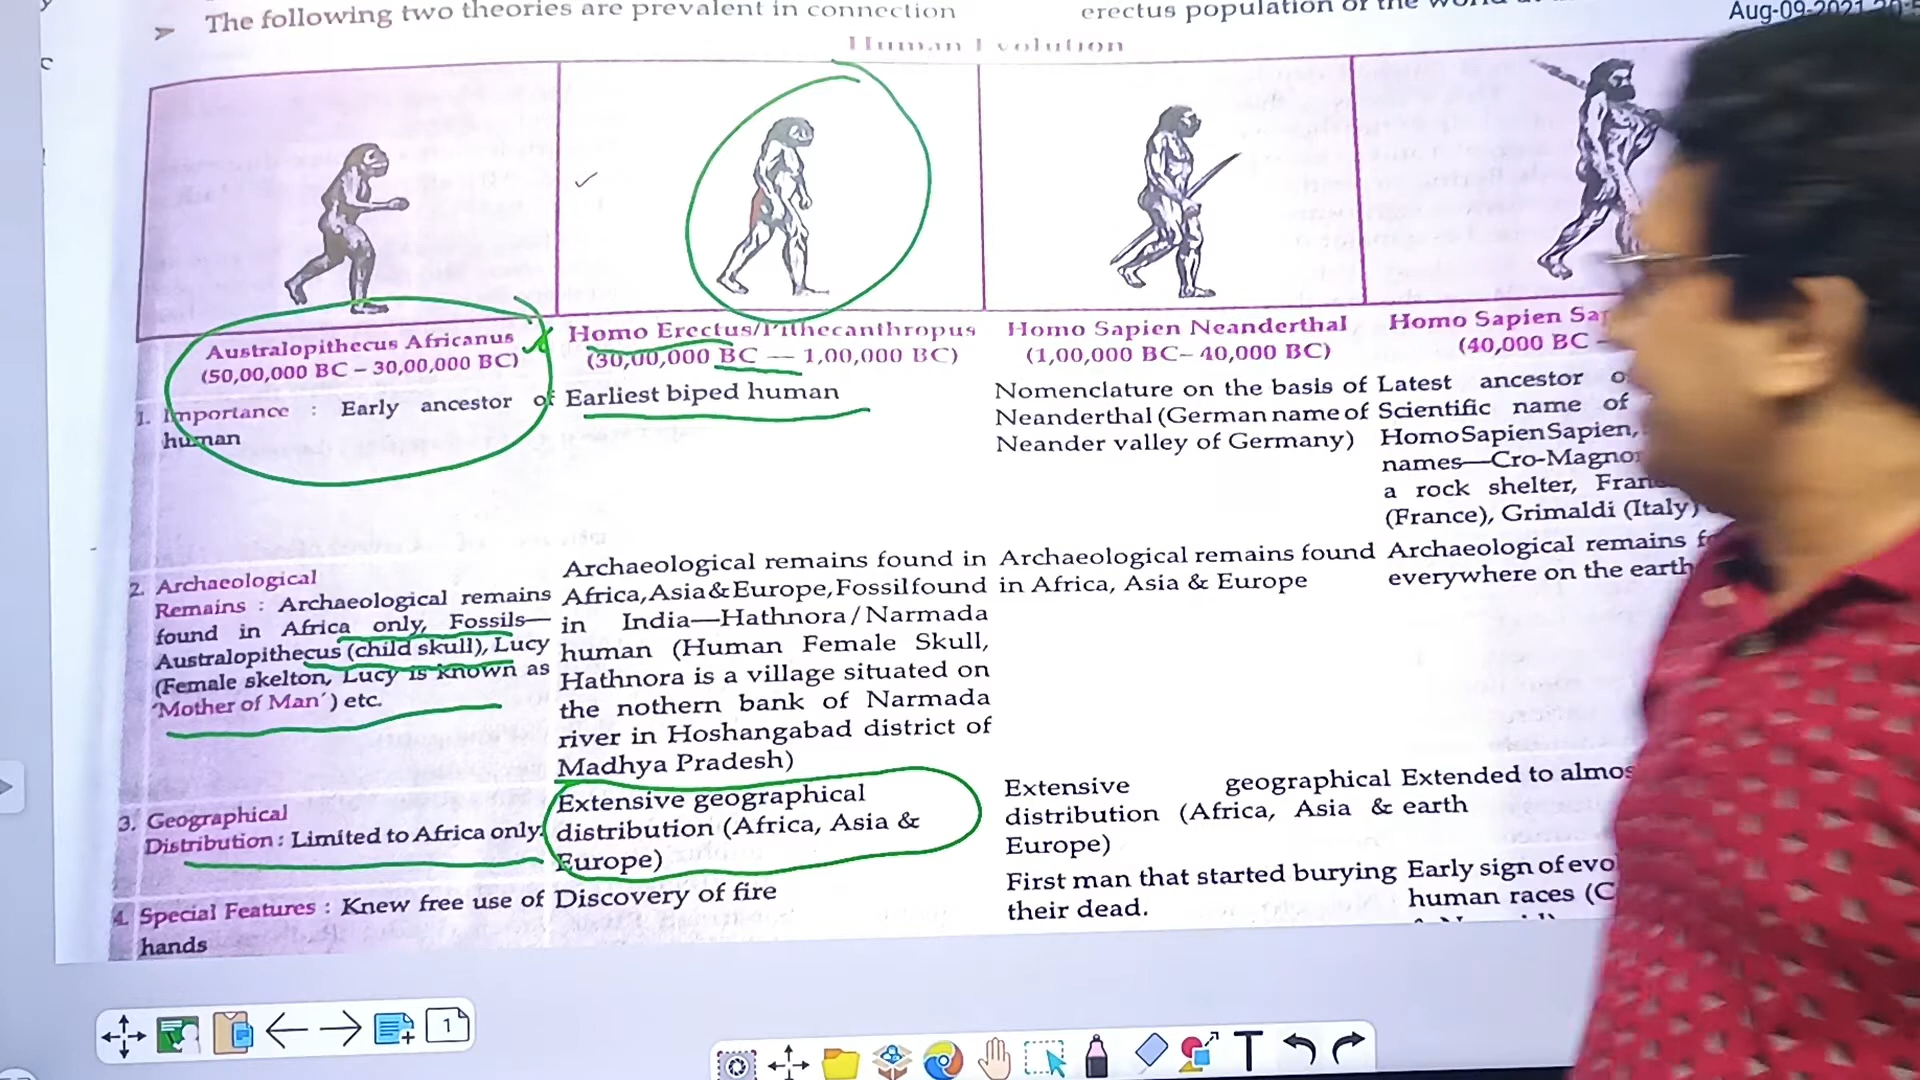 The following two theories are prevalent in connection
erectus population of the
Aug-09-2021
Human Evolution
Australopithecus Africanus
(50,00,000 BC – 30,00,000 BC)
1. Importance : Early ancestor of
human
2. Archaeological
Remains : Archaeological remains
found in Africa only, Fossils—
Australopithecus (child skull), Lucy
(Female skelton, Lucy is known as
'Mother of Man') etc.
3. Geographical
Distribution : Limited to Africa only.
4. Special Features : Knew free use of
hands
Homo Erectus/Pithecanthropus
(30,00,000 BC — 1,00,000 BC)
Earliest biped human
Archaeological remains found in
Africa, Asia & Europe, Fossil found
in India—Hathnora/Narmada
human (Human Female Skull,
Hathnora is a village situated on
the nothern bank of Narmada
river in Hoshangabad district of
Madhya Pradesh)
Extensive geographical
distribution (Africa, Asia &
Europe)
Discovery of fire
Homo Sapien Neanderthal
(1,00,000 BC– 40,000 BC)
Nomenclature on the basis of
Neanderthal (German name of
Neander valley of Germany)
Archaeological remains found
in Africa, Asia & Europe
Extensive geographical
distribution (Africa, Asia &
Europe)
First man that started burying
their dead.
Homo Sapien
(40,000 BC –
Latest ancestor
Scientific name of
Homo Sapien Sapien,
names—Cro-Magno
a rock shelter,
(France), Grimaldi (Italy)
Archaeological remains
everywhere on the earth
Extended to almos
earth
Early sign of evo
human races (C
1
T